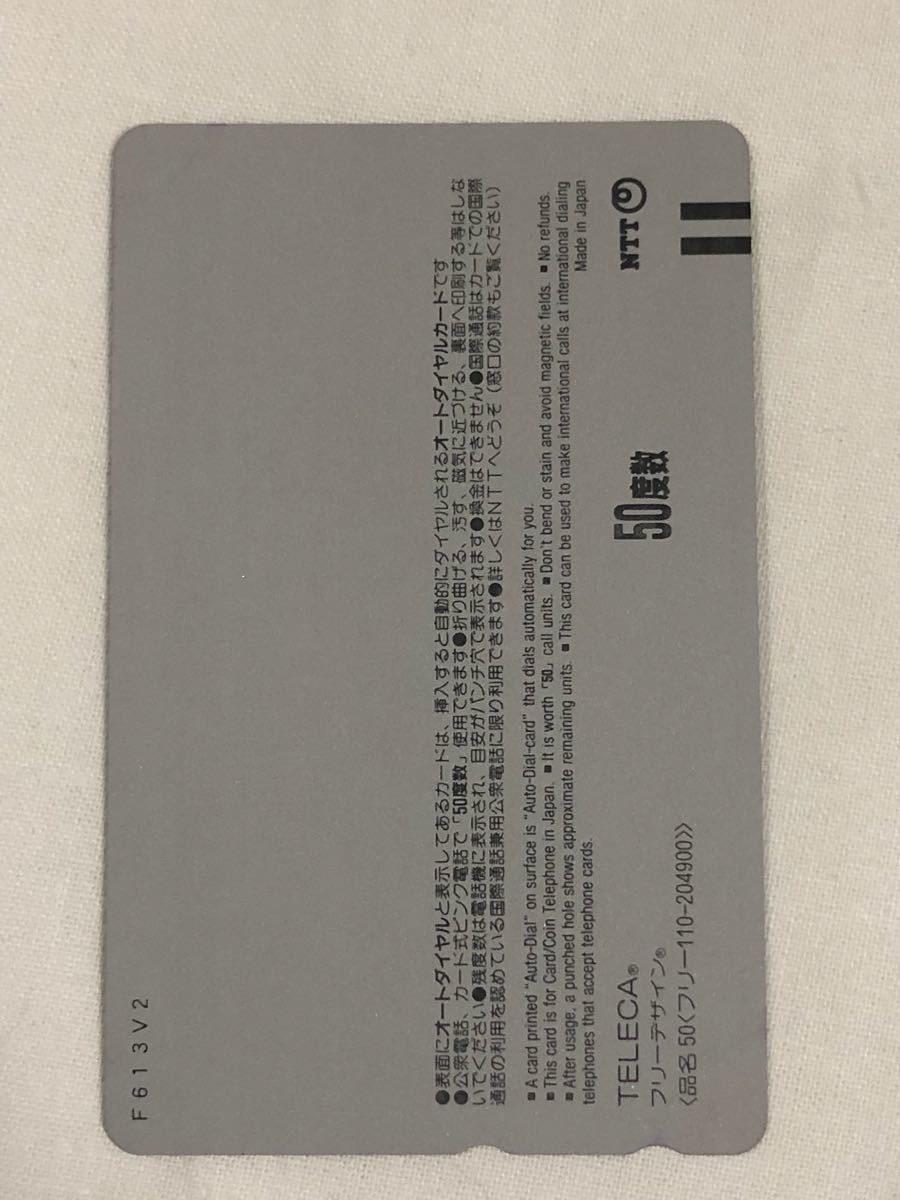 F613V2
●表面にオートダイヤルと表示してあるカードは、挿入すると自動的にダイヤルされるオートダイヤルカードです
●公衆電話、カード式ピンク電話で「50度数」使用できます●折り曲げる、汚す、磁気に近づける、裏面へ印刷する等はしな
いでください●残度数は電話機に表示され、目安がパンチ穴で表示されます●換金はできません●国際通話はカードでの国際
通話の利用を認めている国際通話兼用公衆電話に限り利用できます●詳しくはNTTへどうぞ（窓口の約款もご覧ください）
■ A card printed "Auto-Dial" on surface is "Auto-Dial-card" that dials automatically for you.
■ This card is for Card/Coin Telephone in Japan. ■ It is worth「50」call units. ■ Don't bend or stain and avoid magnetic fields. ■ No refunds.
■ After usage, a punched hole shows approximate remaining units. ■ This card can be used to make international calls at international dialing
telephones that accept telephone cards. Made in Japan
TELECA® 50度数 NTT
フリーデザイン®
〈品名 50〈フリー110-204900〉〉